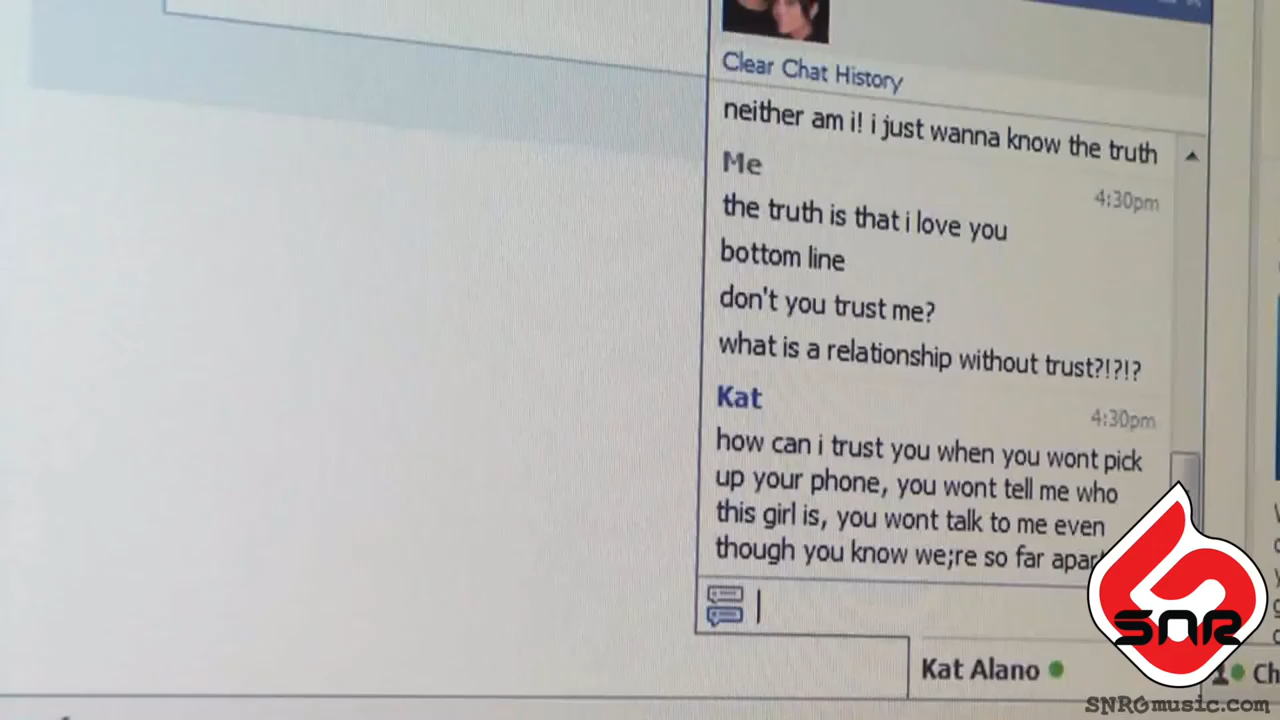 Clear Chat History
neither am i! i just wanna know the truth
Me
4:30pm
the truth is that i love you
bottom line
don't you trust me?
what is a relationship without trust?!?!?
Kat
4:30pm
how can i trust you when you wont pick
up your phone, you wont tell me who
this girl is, you wont talk to me even
though you know we;re so far apart
Kat Alano
Ch
SNR
SNRGmusic.com